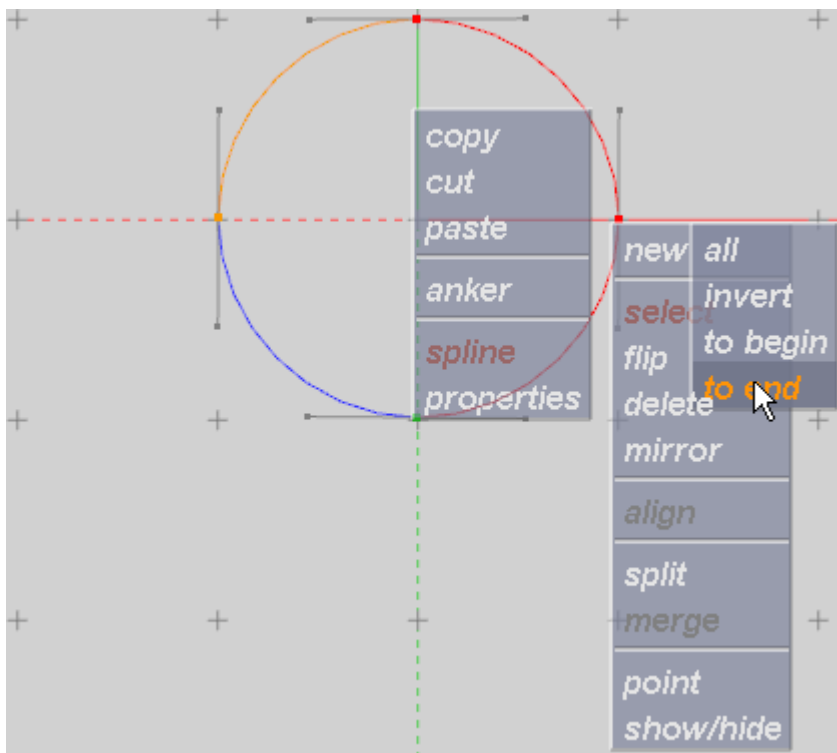 copy
cut
paste
anker
spline
properties
new
select
flip
delete
mirror
align
split
merge
point
show/hide
all
invert
to begin
to end